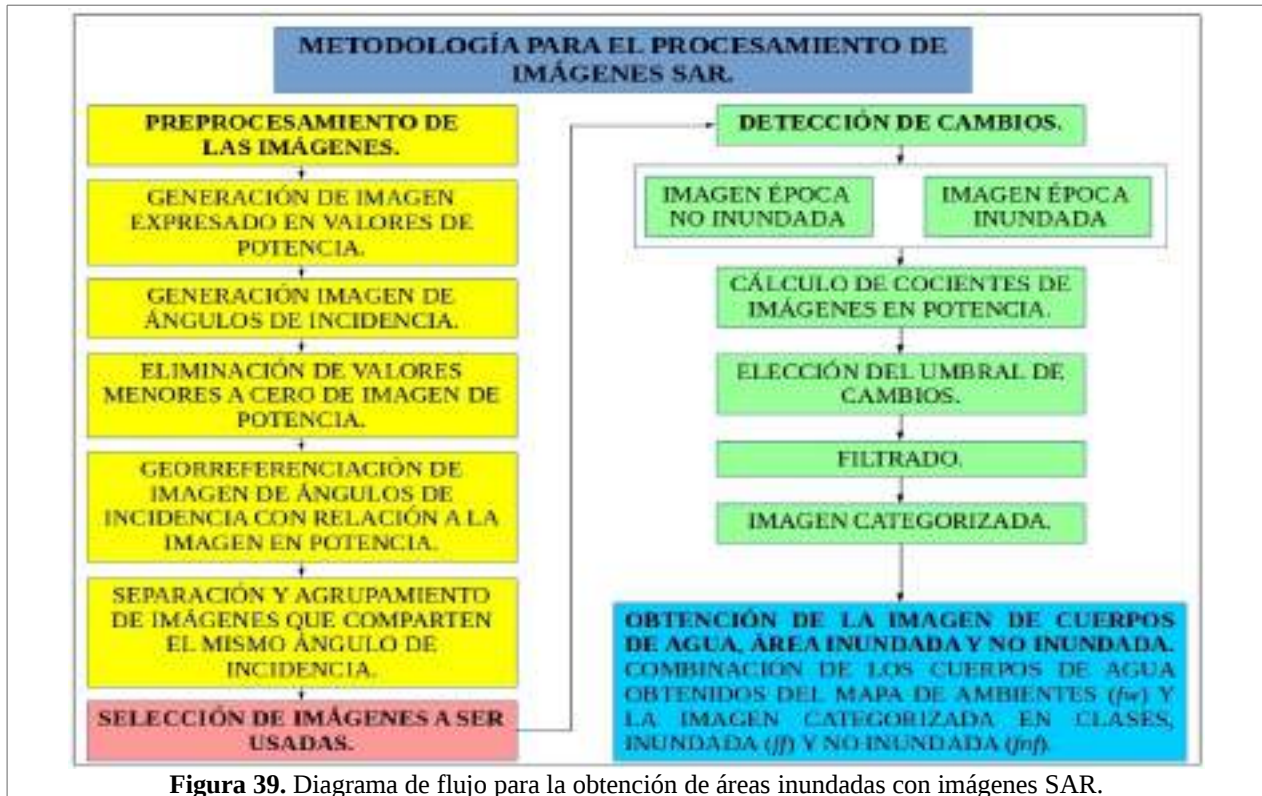 METODOLOGÍA PARA EL PROCESAMIENTO DE
IMÁGENES SAR.
PREPROCESAMIENTO DE
LAS IMÁGENES.
GENERACIÓN DE IMAGEN
EXPRESADO EN VALORES DE
POTENCIA.
GENERACIÓN IMAGEN DE
ÁNGULOS DE INCIDENCIA.
ELIMINACIÓN DE VALORES
MENORES A CERO DE IMAGEN DE
POTENCIA.
GEORREFERENCIACIÓN DE
IMAGEN DE ÁNGULOS DE
INCIDENCIA CON RELACIÓN A LA
IMAGEN EN POTENCIA.
SEPARACIÓN Y AGRUPAMIENTO
DE IMÁGENES QUE COMPARTEN
EL MISMO ÁNGULO DE
INCIDENCIA.
SELECCIÓN DE IMÁGENES A SER
USADAS.
DETECCIÓN DE CAMBIOS.
IMAGEN ÉPOCA
NO INUNDADA
IMAGEN ÉPOCA
INUNDADA
CÁLCULO DE COCIENTES DE
IMÁGENES EN POTENCIA.
ELECCIÓN DEL UMBRAL DE
CAMBIOS.
FILTRADO.
IMAGEN CATEGORIZADA.
OBTENCIÓN DE LA IMAGEN DE CUERPOS
DE AGUA, ÁREA INUNDADA Y NO INUNDADA.
COMBINACIÓN DE LOS CUERPOS DE AGUA
OBTENIDOS DEL MAPA DE AMBIENTES (fw) Y
LA IMAGEN CATEGORIZADA EN CLASES,
INUNDADA (ff) Y NO INUNDADA (fnf).
Figura 39. Diagrama de flujo para la obtención de áreas inundadas con imágenes SAR.